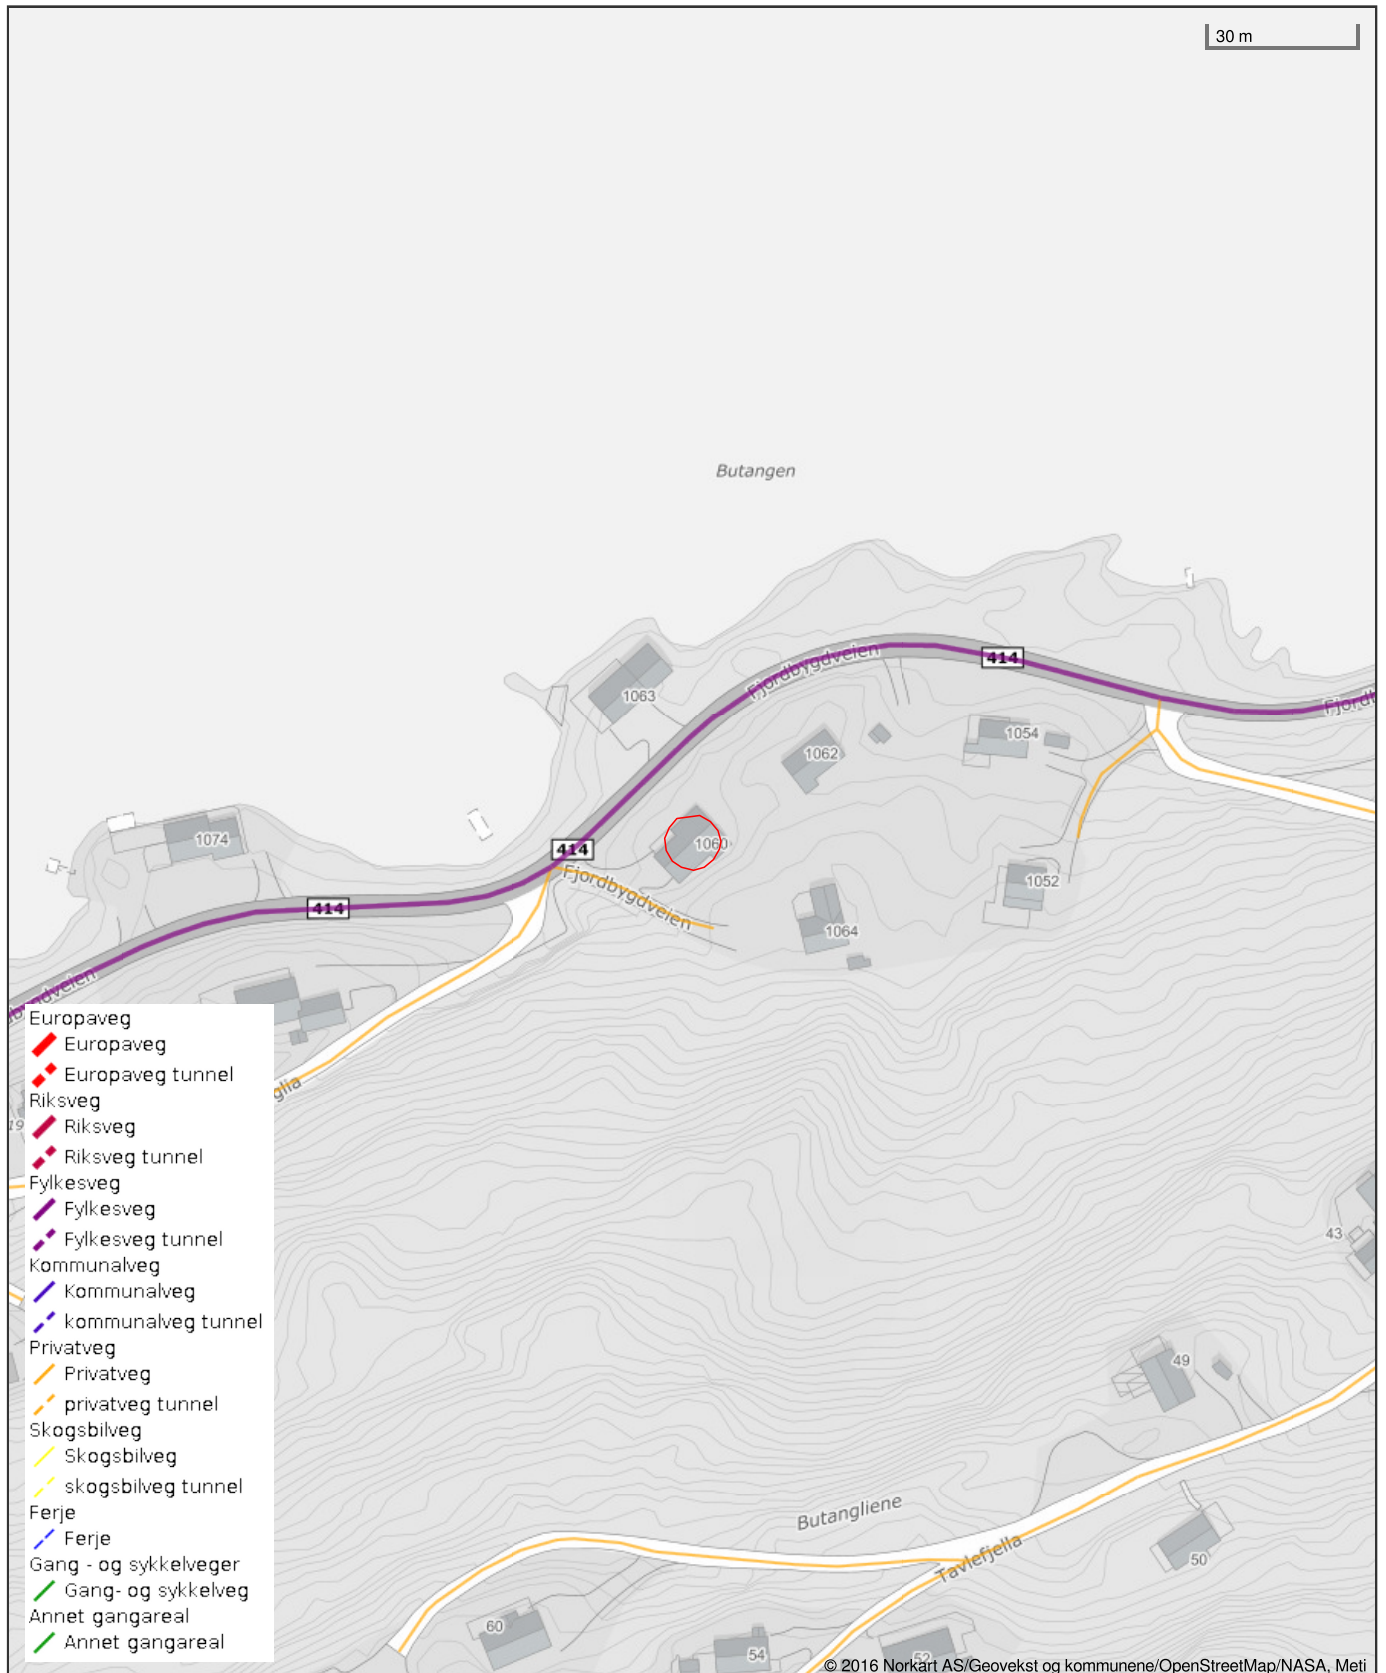 30 m
Butangen
Fjordbygdveien
414
1063
1054
1062
1074
414
1060
Fjordbygdveien
1052
414
1064
Europaveg
Europaveg
Europaveg tunnel
Riksveg
Riksveg
Riksveg tunnel
Fylkesveg
Fylkesveg
Fylkesveg tunnel
Kommunalveg
Kommunalveg
kommunalveg tunnel
Privatveg
Privatveg
privatveg tunnel
Skogsbilveg
Skogsbilveg
skogsbilveg tunnel
Ferje
Ferje
Gang - og sykkelveger
Gang- og sykkelveg
Annet gangareal
Annet gangareal
glia
43
49
Butangliene
Tavlefjella
50
60
54
52
© 2016 Norkart AS/Geovekst og kommunene/OpenStreetMap/NASA, Meti